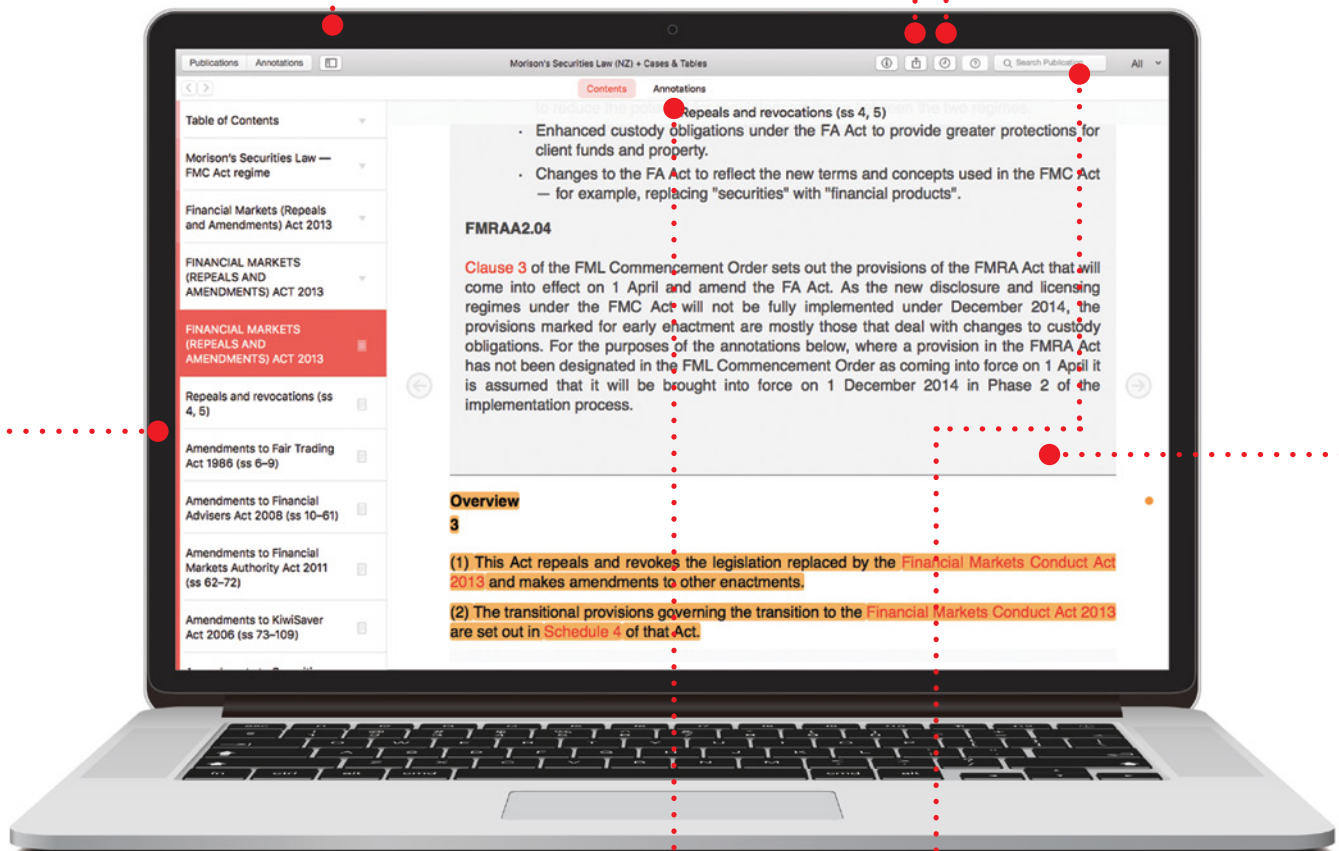 Publications Annotations
Morison's Securities Law (NZ) + Cases & Tables
Search Publication
All
Contents Annotations
Table of Contents
Morison's Securities Law —
FMC Act regime
Financial Markets (Repeals
and Amendments) Act 2013
FINANCIAL MARKETS
(REPEALS AND
AMENDMENTS) ACT 2013
FINANCIAL MARKETS
(REPEALS AND
AMENDMENTS) ACT 2013
Repeals and revocations (ss
4, 5)
Amendments to Fair Trading
Act 1986 (ss 6–9)
Amendments to Financial
Advisers Act 2008 (ss 10–61)
Amendments to Financial
Markets Authority Act 2011
(ss 62–72)
Amendments to KiwiSaver
Act 2006 (ss 73–109)
to reduce the een the two regimes.
Repeals and revocations (ss 4, 5)
· Enhanced custody obligations under the FA Act to provide greater protections for
client funds and property.
· Changes to the FA Act to reflect the new terms and concepts used in the FMC Act
— for example, replacing "securities" with "financial products".
FMRAA2.04
Clause 3 of the FML Commencement Order sets out the provisions of the FMRA Act that will
come into effect on 1 April and amend the FA Act. As the new disclosure and licensing
regimes under the FMC Act will not be fully implemented under December 2014, the
provisions marked for early enactment are mostly those that deal with changes to custody
obligations. For the purposes of the annotations below, where a provision in the FMRA Act
has not been designated in the FML Commencement Order as coming into force on 1 April it
is assumed that it will be brought into force on 1 December 2014 in Phase 2 of the
implementation process.
Overview
3
(1) This Act repeals and revokes the legislation replaced by the Financial Markets Conduct Act
2013 and makes amendments to other enactments.
(2) The transitional provisions governing the transition to the Financial Markets Conduct Act 2013
are set out in Schedule 4 of that Act.
fn ctrl alt cmd cmd alt